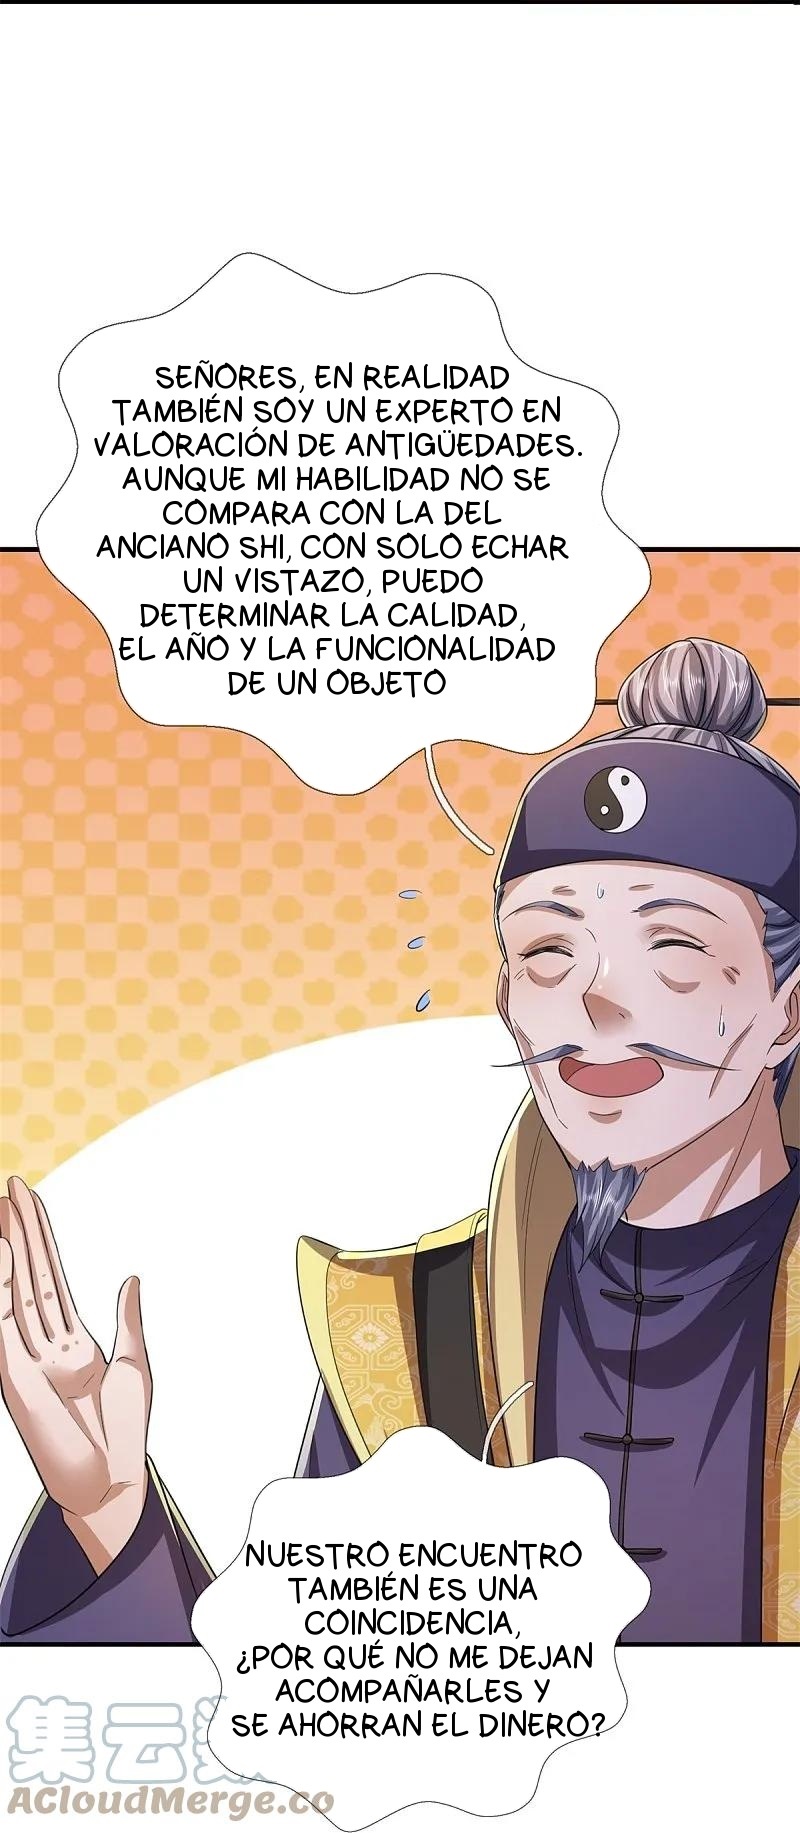 SEÑORES, EN REALIDAD
TAMBIÉN SOY UN EXPERTO EN
VALORACIÓN DE ANTIGÜEDADES.
AUNQUE MI HABILIDAD NO SE
COMPARA CON LA DEL
ANCIANO SHI, CON SOLO ECHAR
UN VISTAZO, PUEDO
DETERMINAR LA CALIDAD,
EL AÑO Y LA FUNCIONALIDAD
DE UN OBJETO
NUESTRO ENCUENTRO
TAMBIÉN ES UNA
COINCIDENCIA,
¿POR QUÉ NO ME DEJAN
ACOMPAÑARLES Y
SE AHORRAN EL DINERO?
集云
AcloudMerge.co